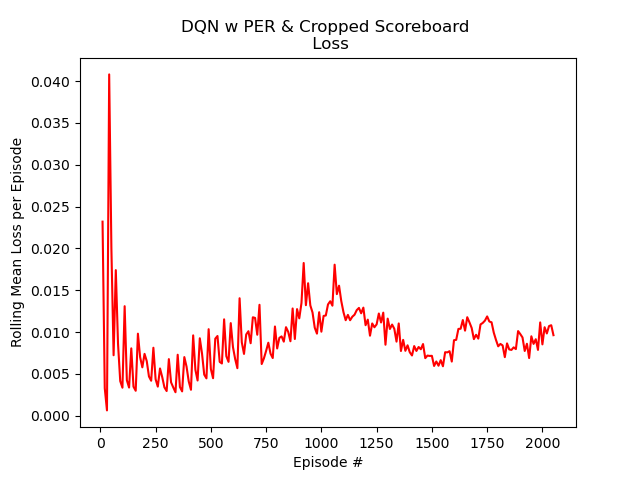 DQN w PER & Cropped Scoreboard
Loss
Rolling Mean Loss per Episode
0.040
0.035
0.030
0.025
0.020
0.015
0.010
0.005
0.000
0 250 500 750 1000 1250 1500 1750 2000
Episode #